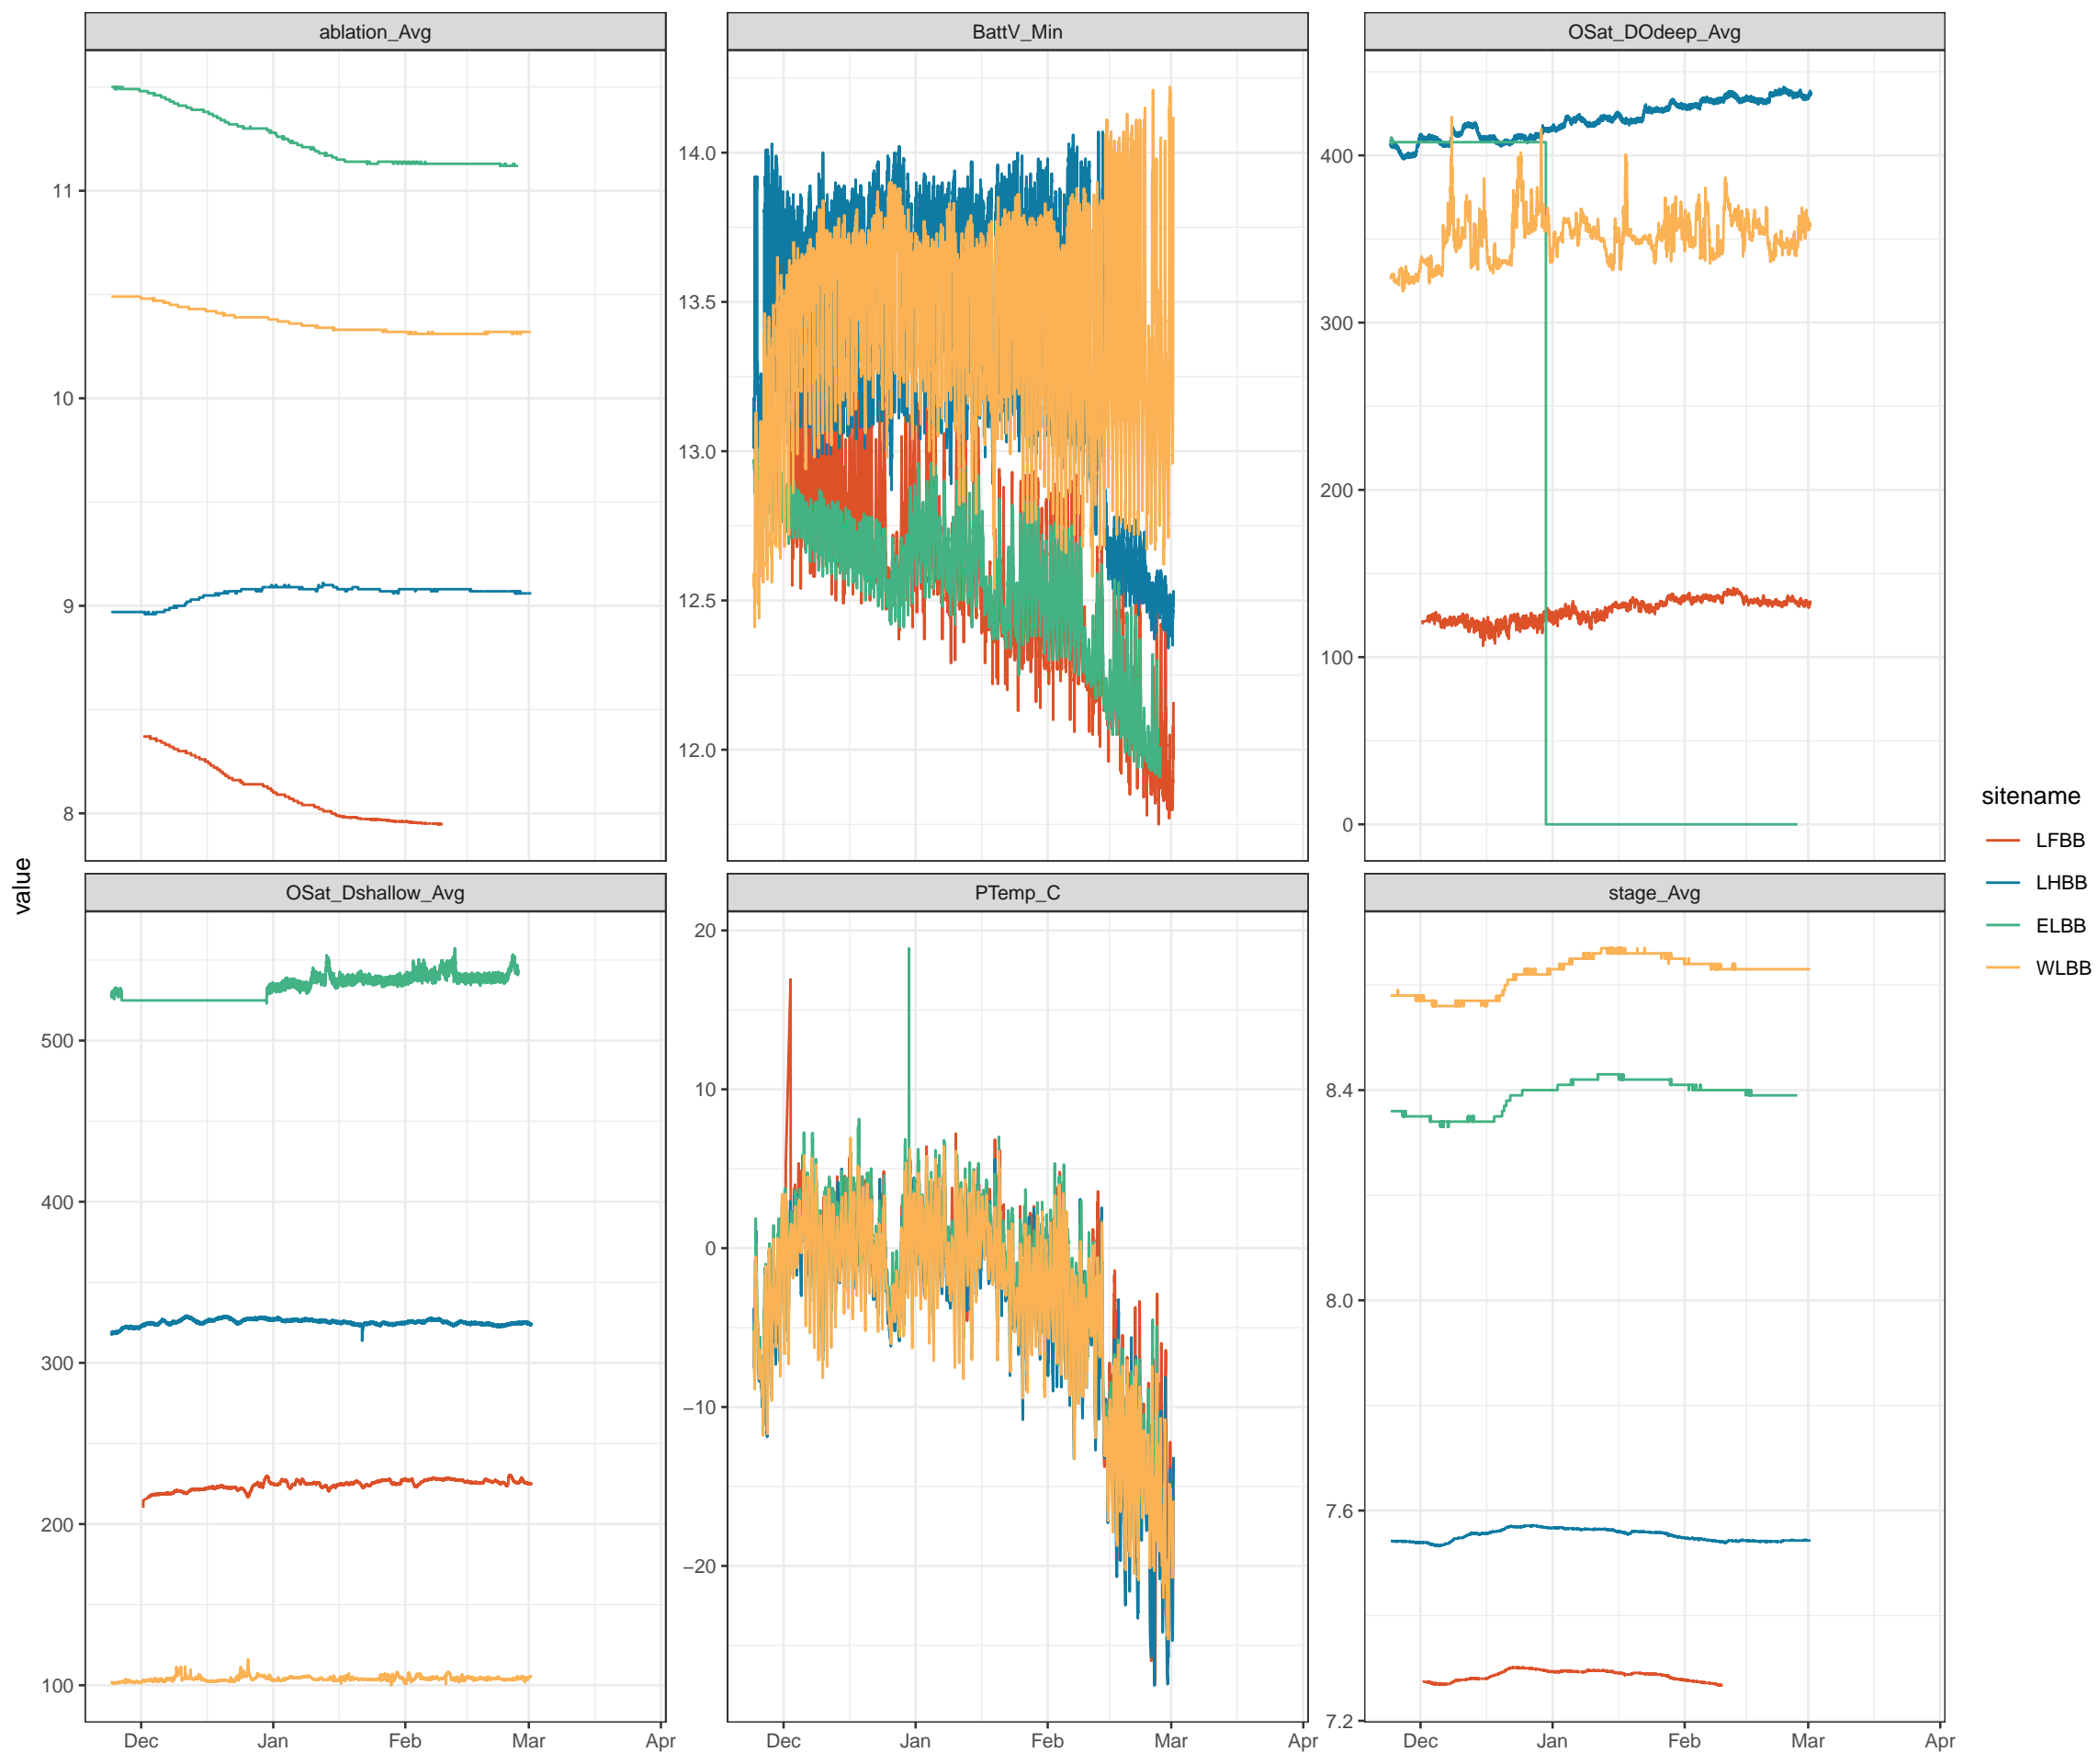 ablation_Avg
BattV_Min
OSat_DOdeep_Avg
11
10
9
8
14.0
13.5
13.0
12.5
12.0
400
300
200
100
0
value
OSat_Dshallow_Avg
PTemp_C
stage_Avg
500
400
300
200
100
20
10
0
−10
−20
8.4
8.0
7.6
7.2
Dec Jan Feb Mar Apr
Dec Jan Feb Mar Apr
Dec Jan Feb Mar Apr
sitename
LFBB
LHBB
ELBB
WLBB